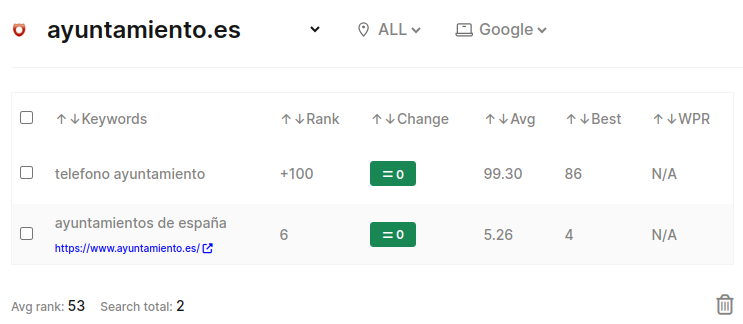 ayuntamiento.es ALL Google
↑↓Keywords ↑↓Rank ↑↓Change ↑↓Avg ↑↓Best ↑↓WPR
telefono ayuntamiento +100 =0 99.30 86 N/A
ayuntamientos de españa
https://www.ayuntamiento.es/ 6 =0 5.26 4 N/A
Avg rank: 53 Search total: 2